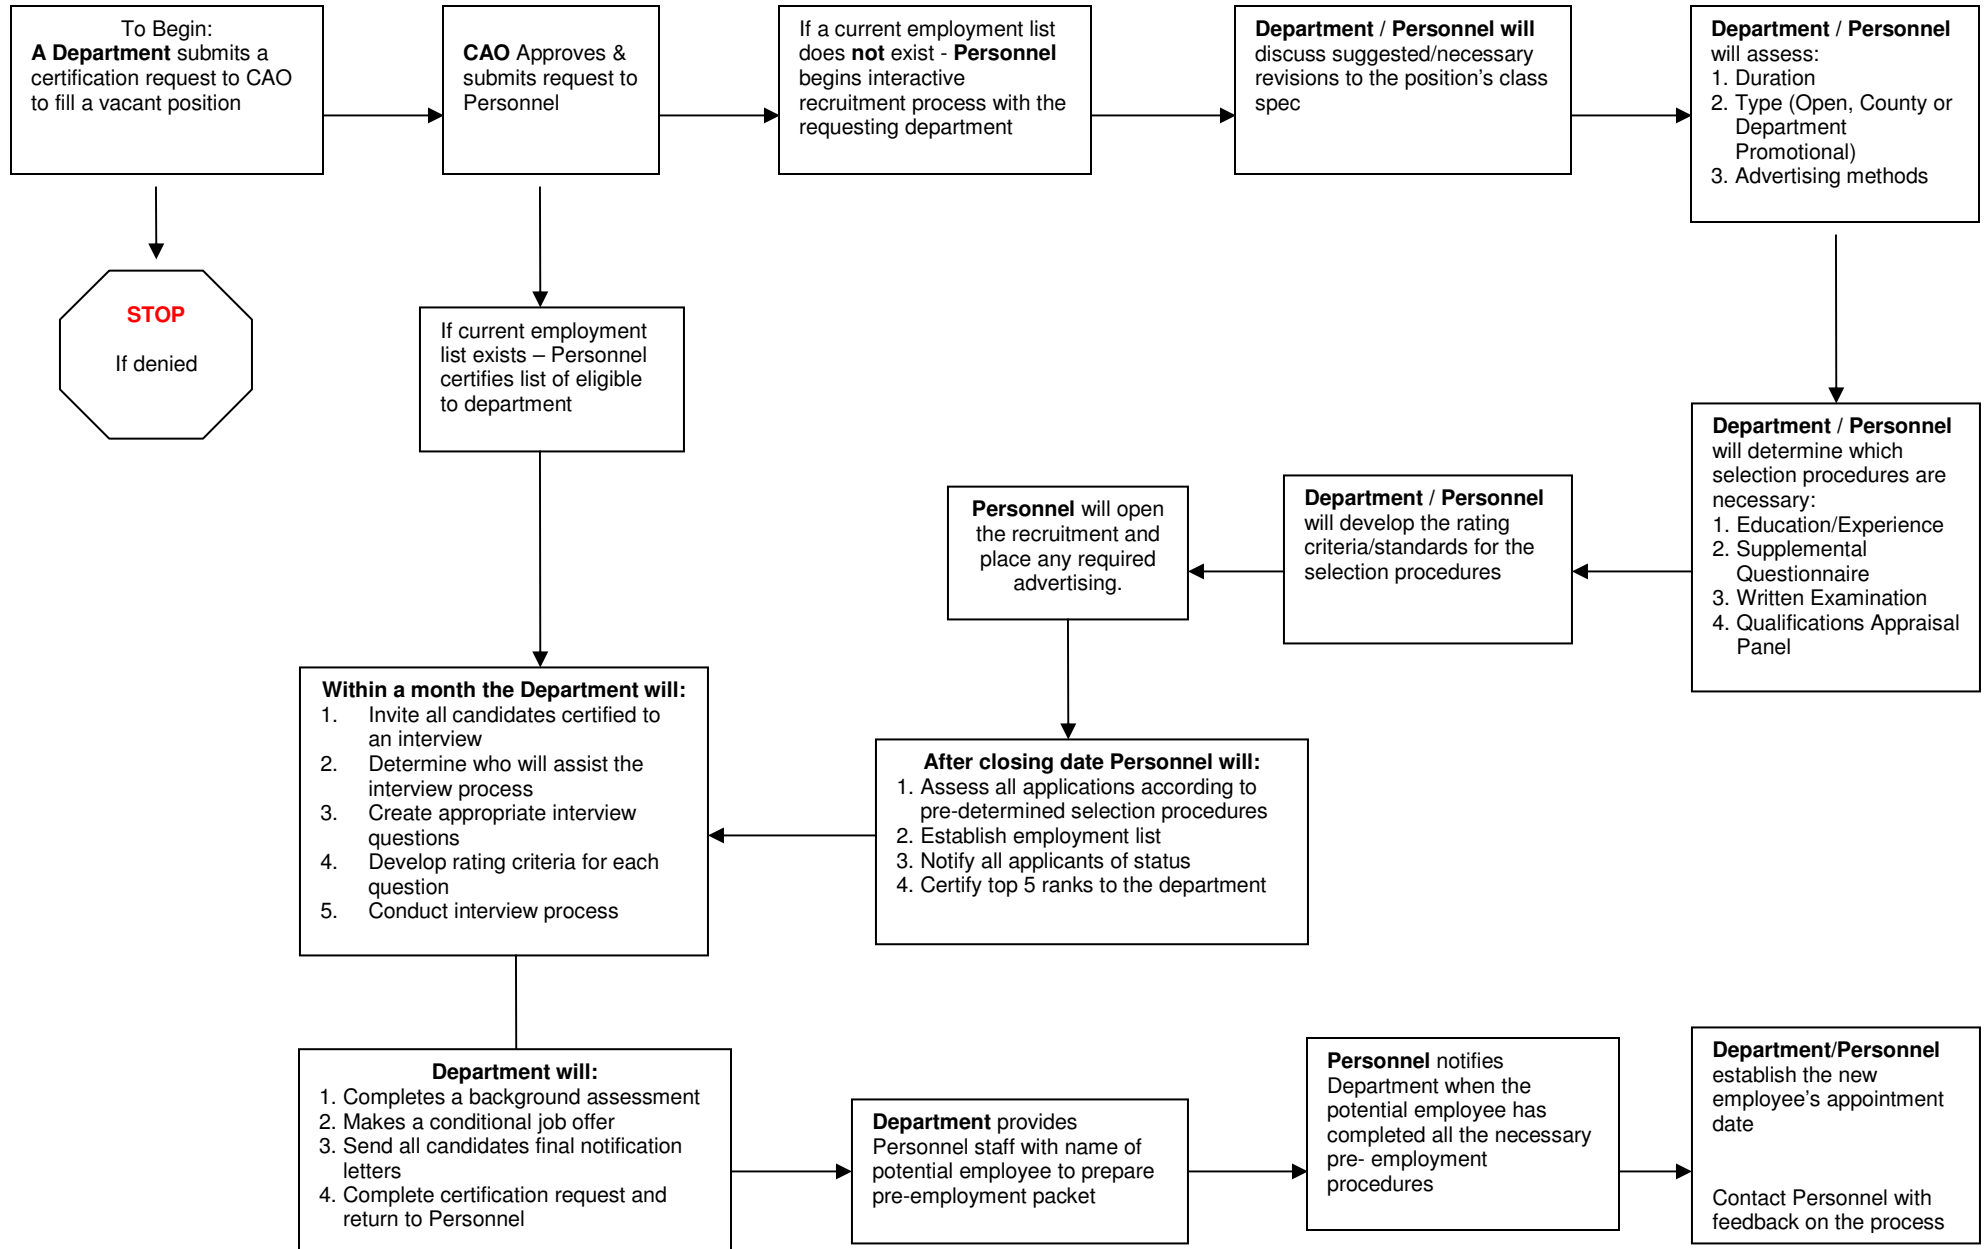 To Begin:
A Department submits a
certification request to CAO
to fill a vacant position
CAO Approves &
submits request to
Personnel
If a current employment list
does not exist - Personnel
begins interactive
recruitment process with the
requesting department
Department / Personnel will
discuss suggested/necessary
revisions to the position's class
spec
Department / Personnel
will assess:
1. Duration
2. Type (Open, County or
Department
Promotional)
3. Advertising methods
STOP
If denied
If current employment
list exists – Personnel
certifies list of eligible
to department
Department / Personnel
will determine which
selection procedures are
necessary:
1. Education/Experience
2. Supplemental
Questionnaire
3. Written Examination
4. Qualifications Appraisal
Panel
Department / Personnel
will develop the rating
criteria/standards for the
selection procedures
Personnel will open
the recruitment and
place any required
advertising.
After closing date Personnel will:
1. Assess all applications according to
pre-determined selection procedures
2. Establish employment list
3. Notify all applicants of status
4. Certify top 5 ranks to the department
Within a month the Department will:
1. Invite all candidates certified to
an interview
2. Determine who will assist the
interview process
3. Create appropriate interview
questions
4. Develop rating criteria for each
question
5. Conduct interview process
Department will:
1. Completes a background assessment
2. Makes a conditional job offer
3. Send all candidates final notification
letters
4. Complete certification request and
return to Personnel
Department provides
Personnel staff with name of
potential employee to prepare
pre-employment packet
Personnel notifies
Department when the
potential employee has
completed all the necessary
pre- employment
procedures
Department/Personnel
establish the new
employee's appointment
date
Contact Personnel with
feedback on the process